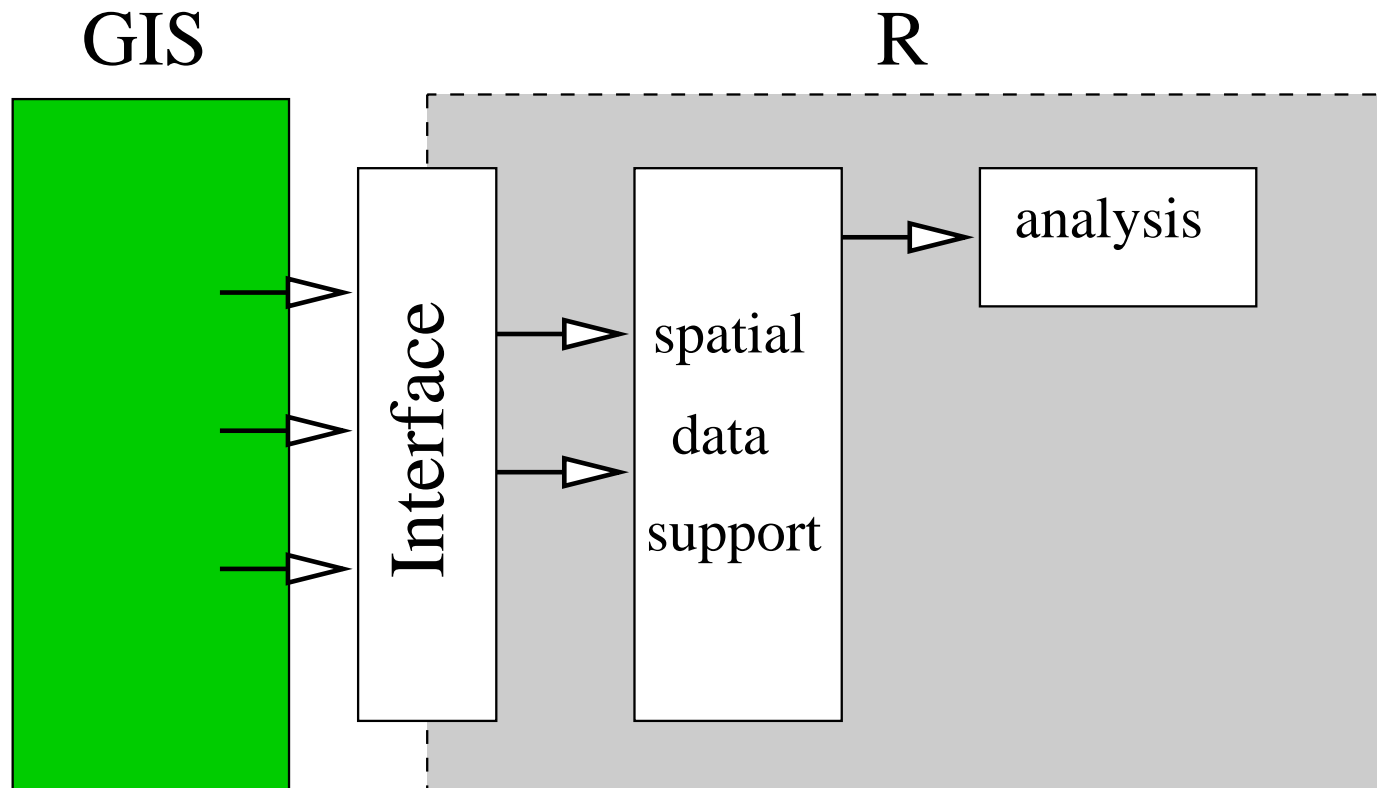 GIS
R
Interface
spatial
data
support
analysis